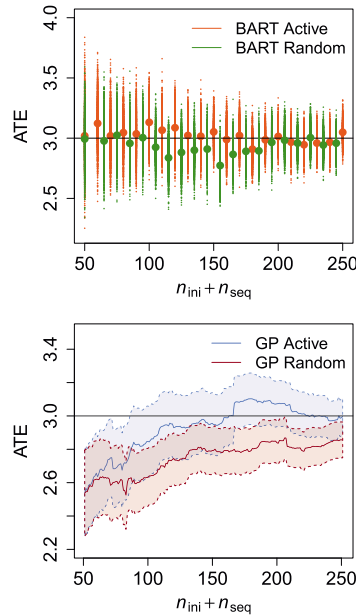 4.0
3.5
3.0
2.5
ATE
BART Active
BART Random
50 100 150 200 250
n_ini + n_seq
3.4
3.0
2.6
2.2
ATE
GP Active
GP Random
50 100 150 200 250
n_ini + n_seq